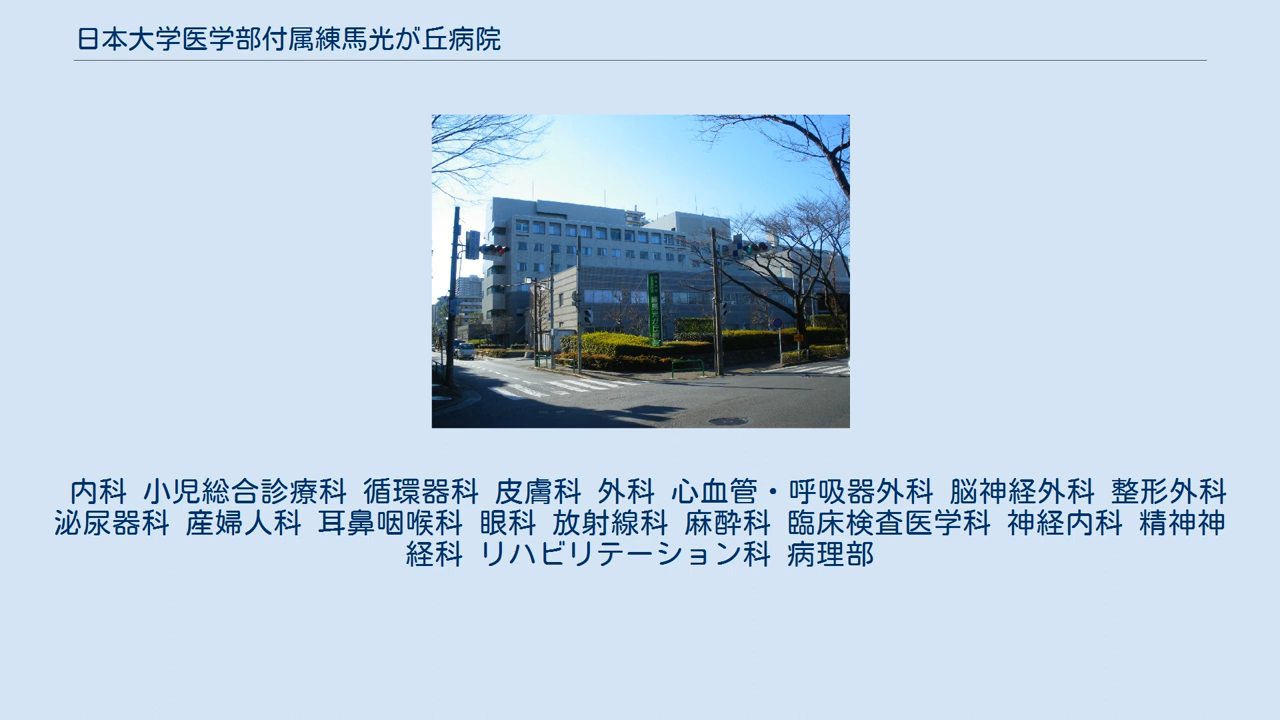 日本大学医学部付属練馬光が丘病院
内科 小児総合診療科 循環器科 皮膚科 外科 心血管・呼吸器外科 脳神経外科 整形外科
泌尿器科 産婦人科 耳鼻咽喉科 眼科 放射線科 麻酔科 臨床検査医学科 神経内科 精神神
経科 リハビリテーション科 病理部